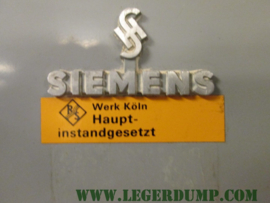 SIEMENS
Werk Köln
Haupt-
instandgesetzt
WWW.LEGERDUMP.COM